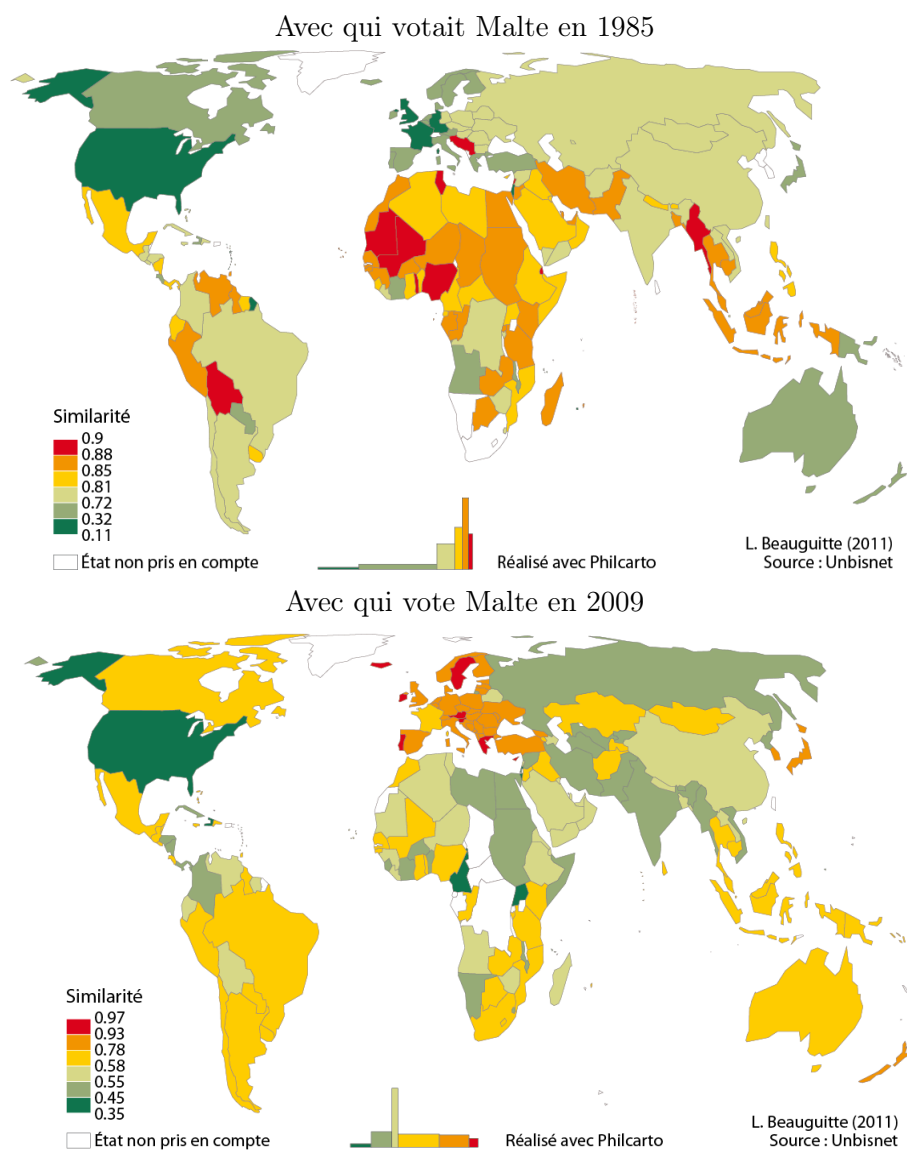 Avec qui votait Malte en 1985
Similarité
0.9
0.88
0.85
0.81
0.72
0.32
0.11
État non pris en compte
Réalisé avec Philcarto
L. Beauguitte (2011)
Source : Unbisnet
Avec qui vote Malte en 2009
Similarité
0.97
0.93
0.78
0.58
0.55
0.45
0.35
État non pris en compte
Réalisé avec Philcarto
L. Beauguitte (2011)
Source : Unbisnet